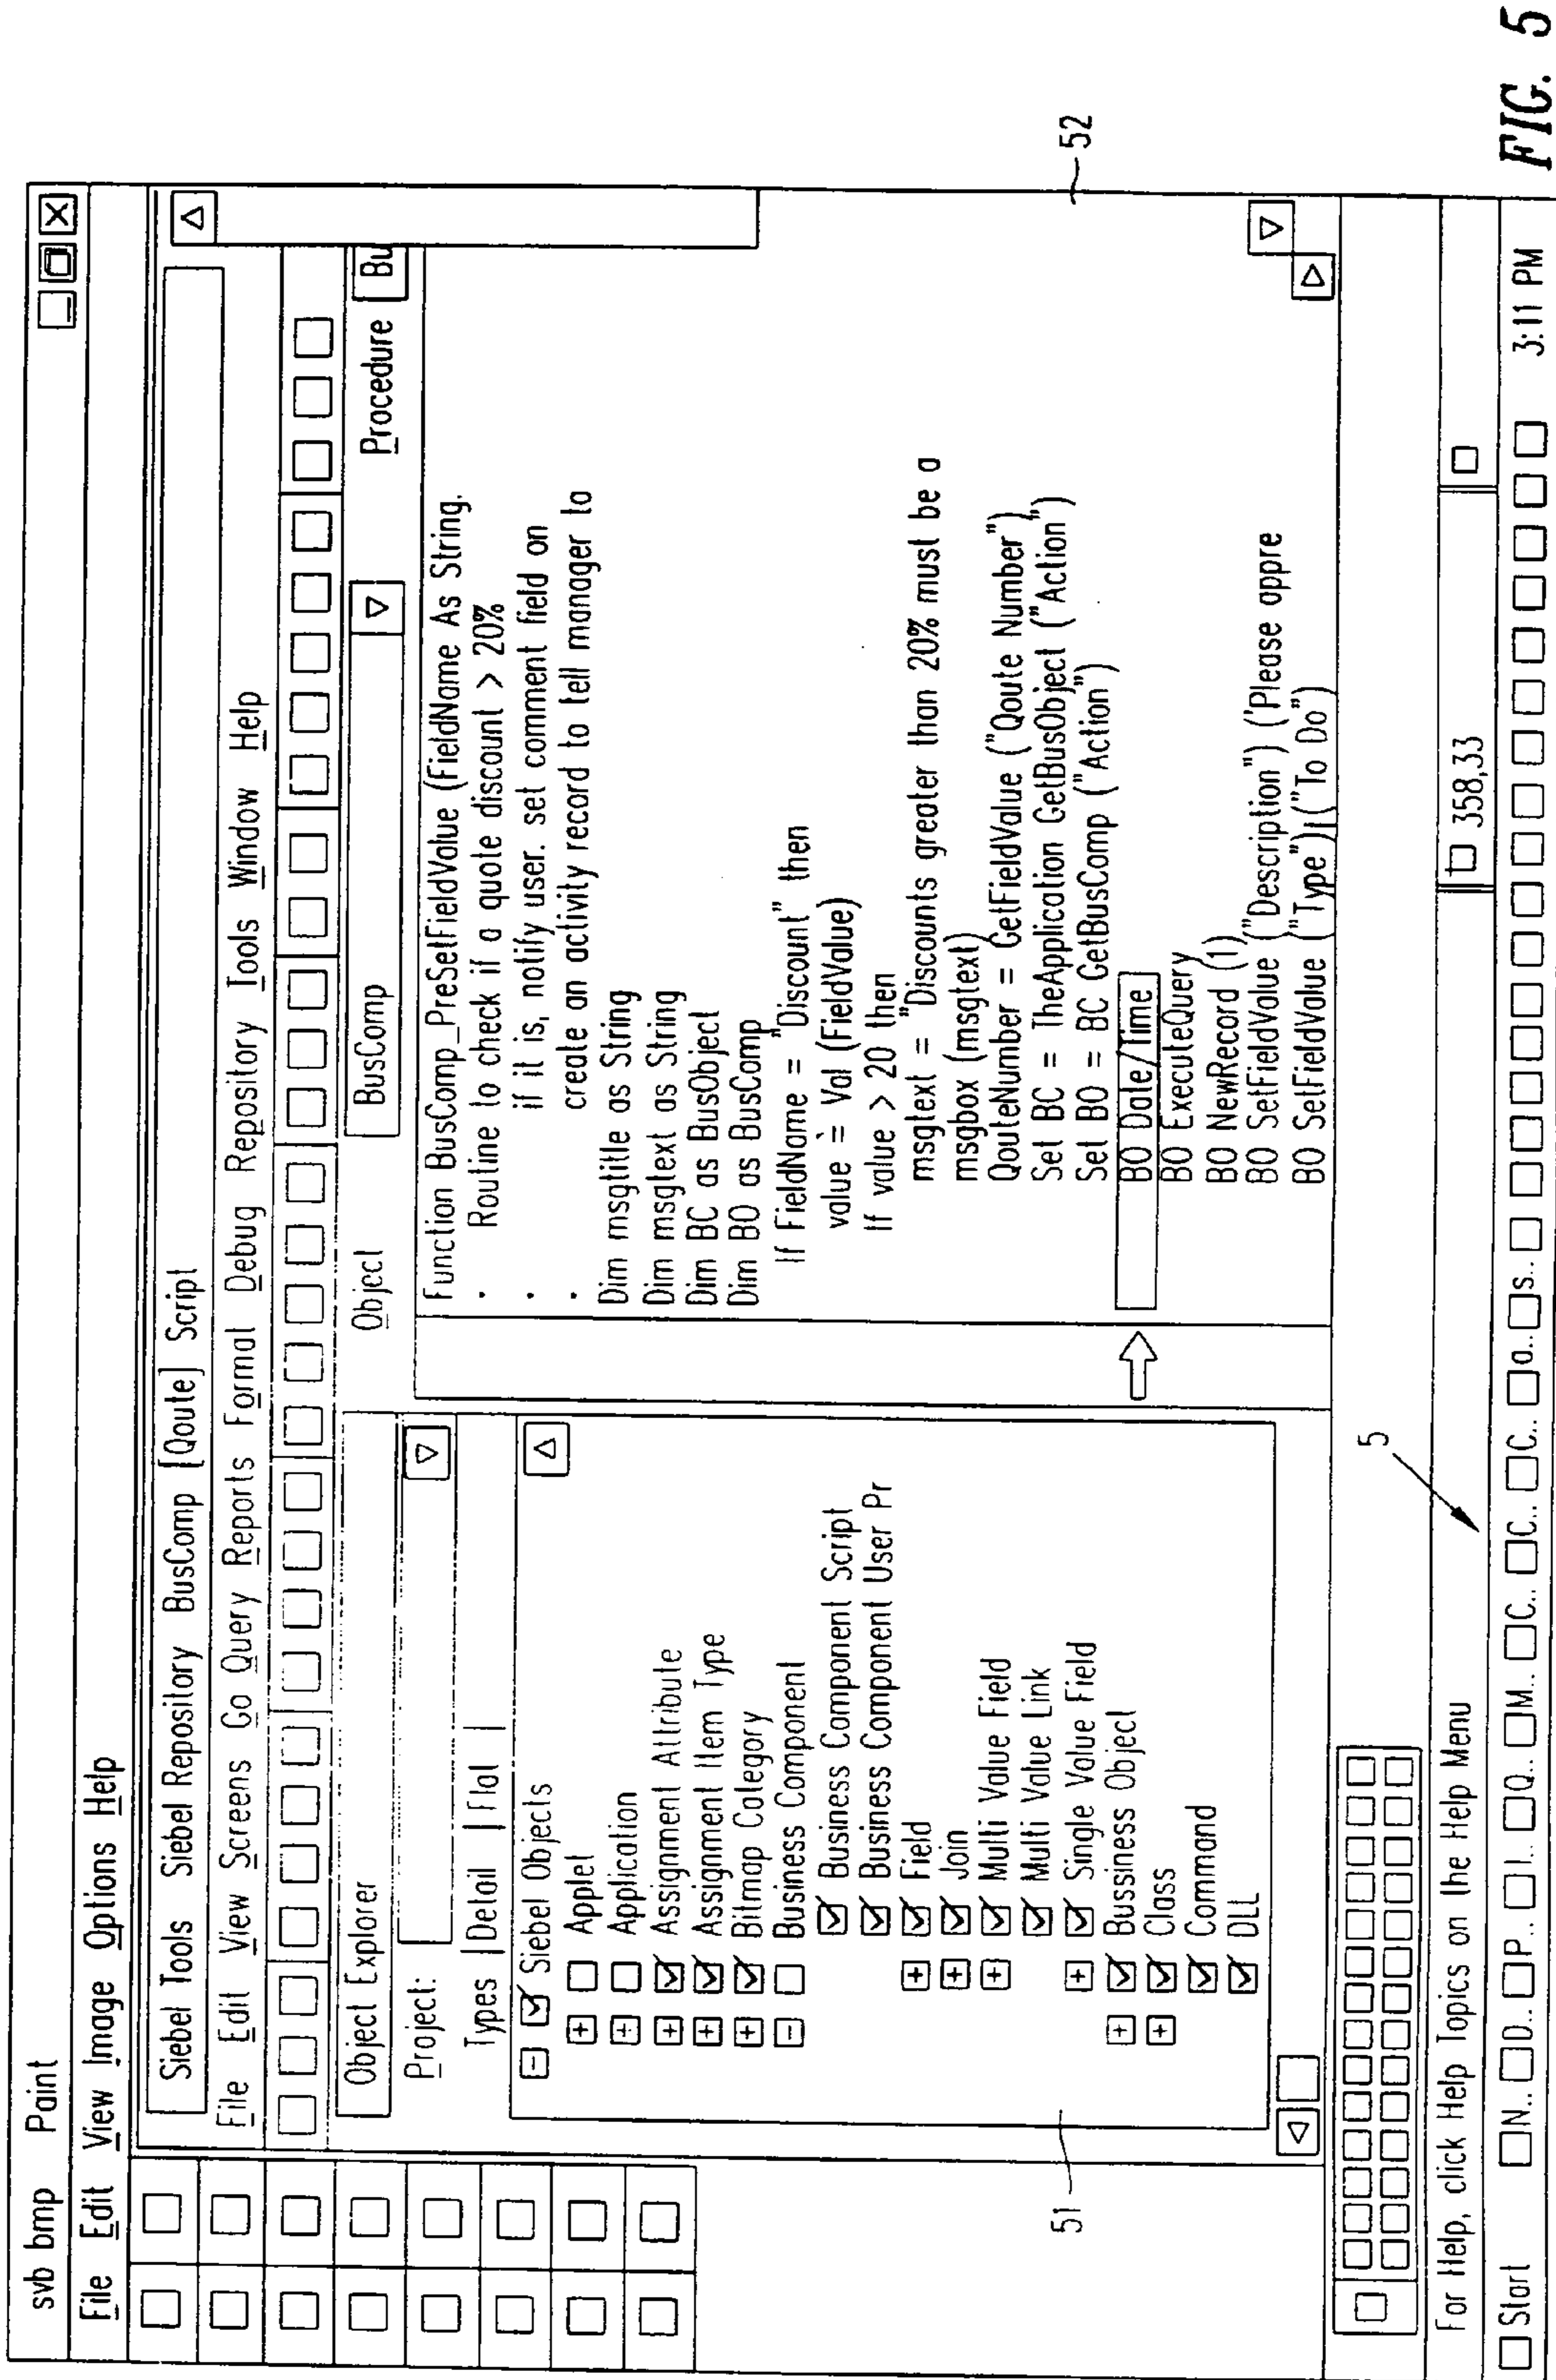 svb bmp Paint
File Edit View Image Options Help
Siebel Tools Siebel Repository Siebel Repository BusComp [Qoute] Script
File Edit View Screens Go Query Reports Formal Debug Repository Tools Window Help
Object Explorer
Project:
Types | Detail | Flat |
Siebel Objects
Applet
Application
Assignment Attribute
Assignment Item Type
Bitmap Category
Business Component
Business Component Script
Business Component User Pr
Field
Join
Multi Value Field
Multi Value Link
Single Value Field
Bussiness Object
Class
Command
DLL
51
Object BusComp Procedure Bu
Function BusComp_PreSetFieldValue (FieldName As String.
. Routine to check if a quote discount > 20%
. if it is, notify user. set comment field on
. create an activity record to tell manager to
Dim msgtitle as String
Dim msgtext as String
Dim BC as BusObject
Dim BO as BusComp
If FieldName = "Discount" then
value = Val (FieldValue)
If value > 20 then
msgtext = "Discounts greater than 20% must be a
msgbox (msgtext)
QouteNumber = GetFieldValue ("Qoute Number")
Set BC = TheApplication GetBusObject ("Action")
Set BO = BC GetBusComp ("Action")
BO Date/Time
BO ExecuteQuery
BO NewRecord (1)
BO SetFieldValue ("Description") ('Please appre
BO SetFieldValue ("Type") ("To Do")
52
5
For Help, click Help Topics on the Help Menu
358,33
Start N.. D.. P.. I.. Q.. M.. C.. C.. C.. a.. s.. 3:11 PM
FIG. 5